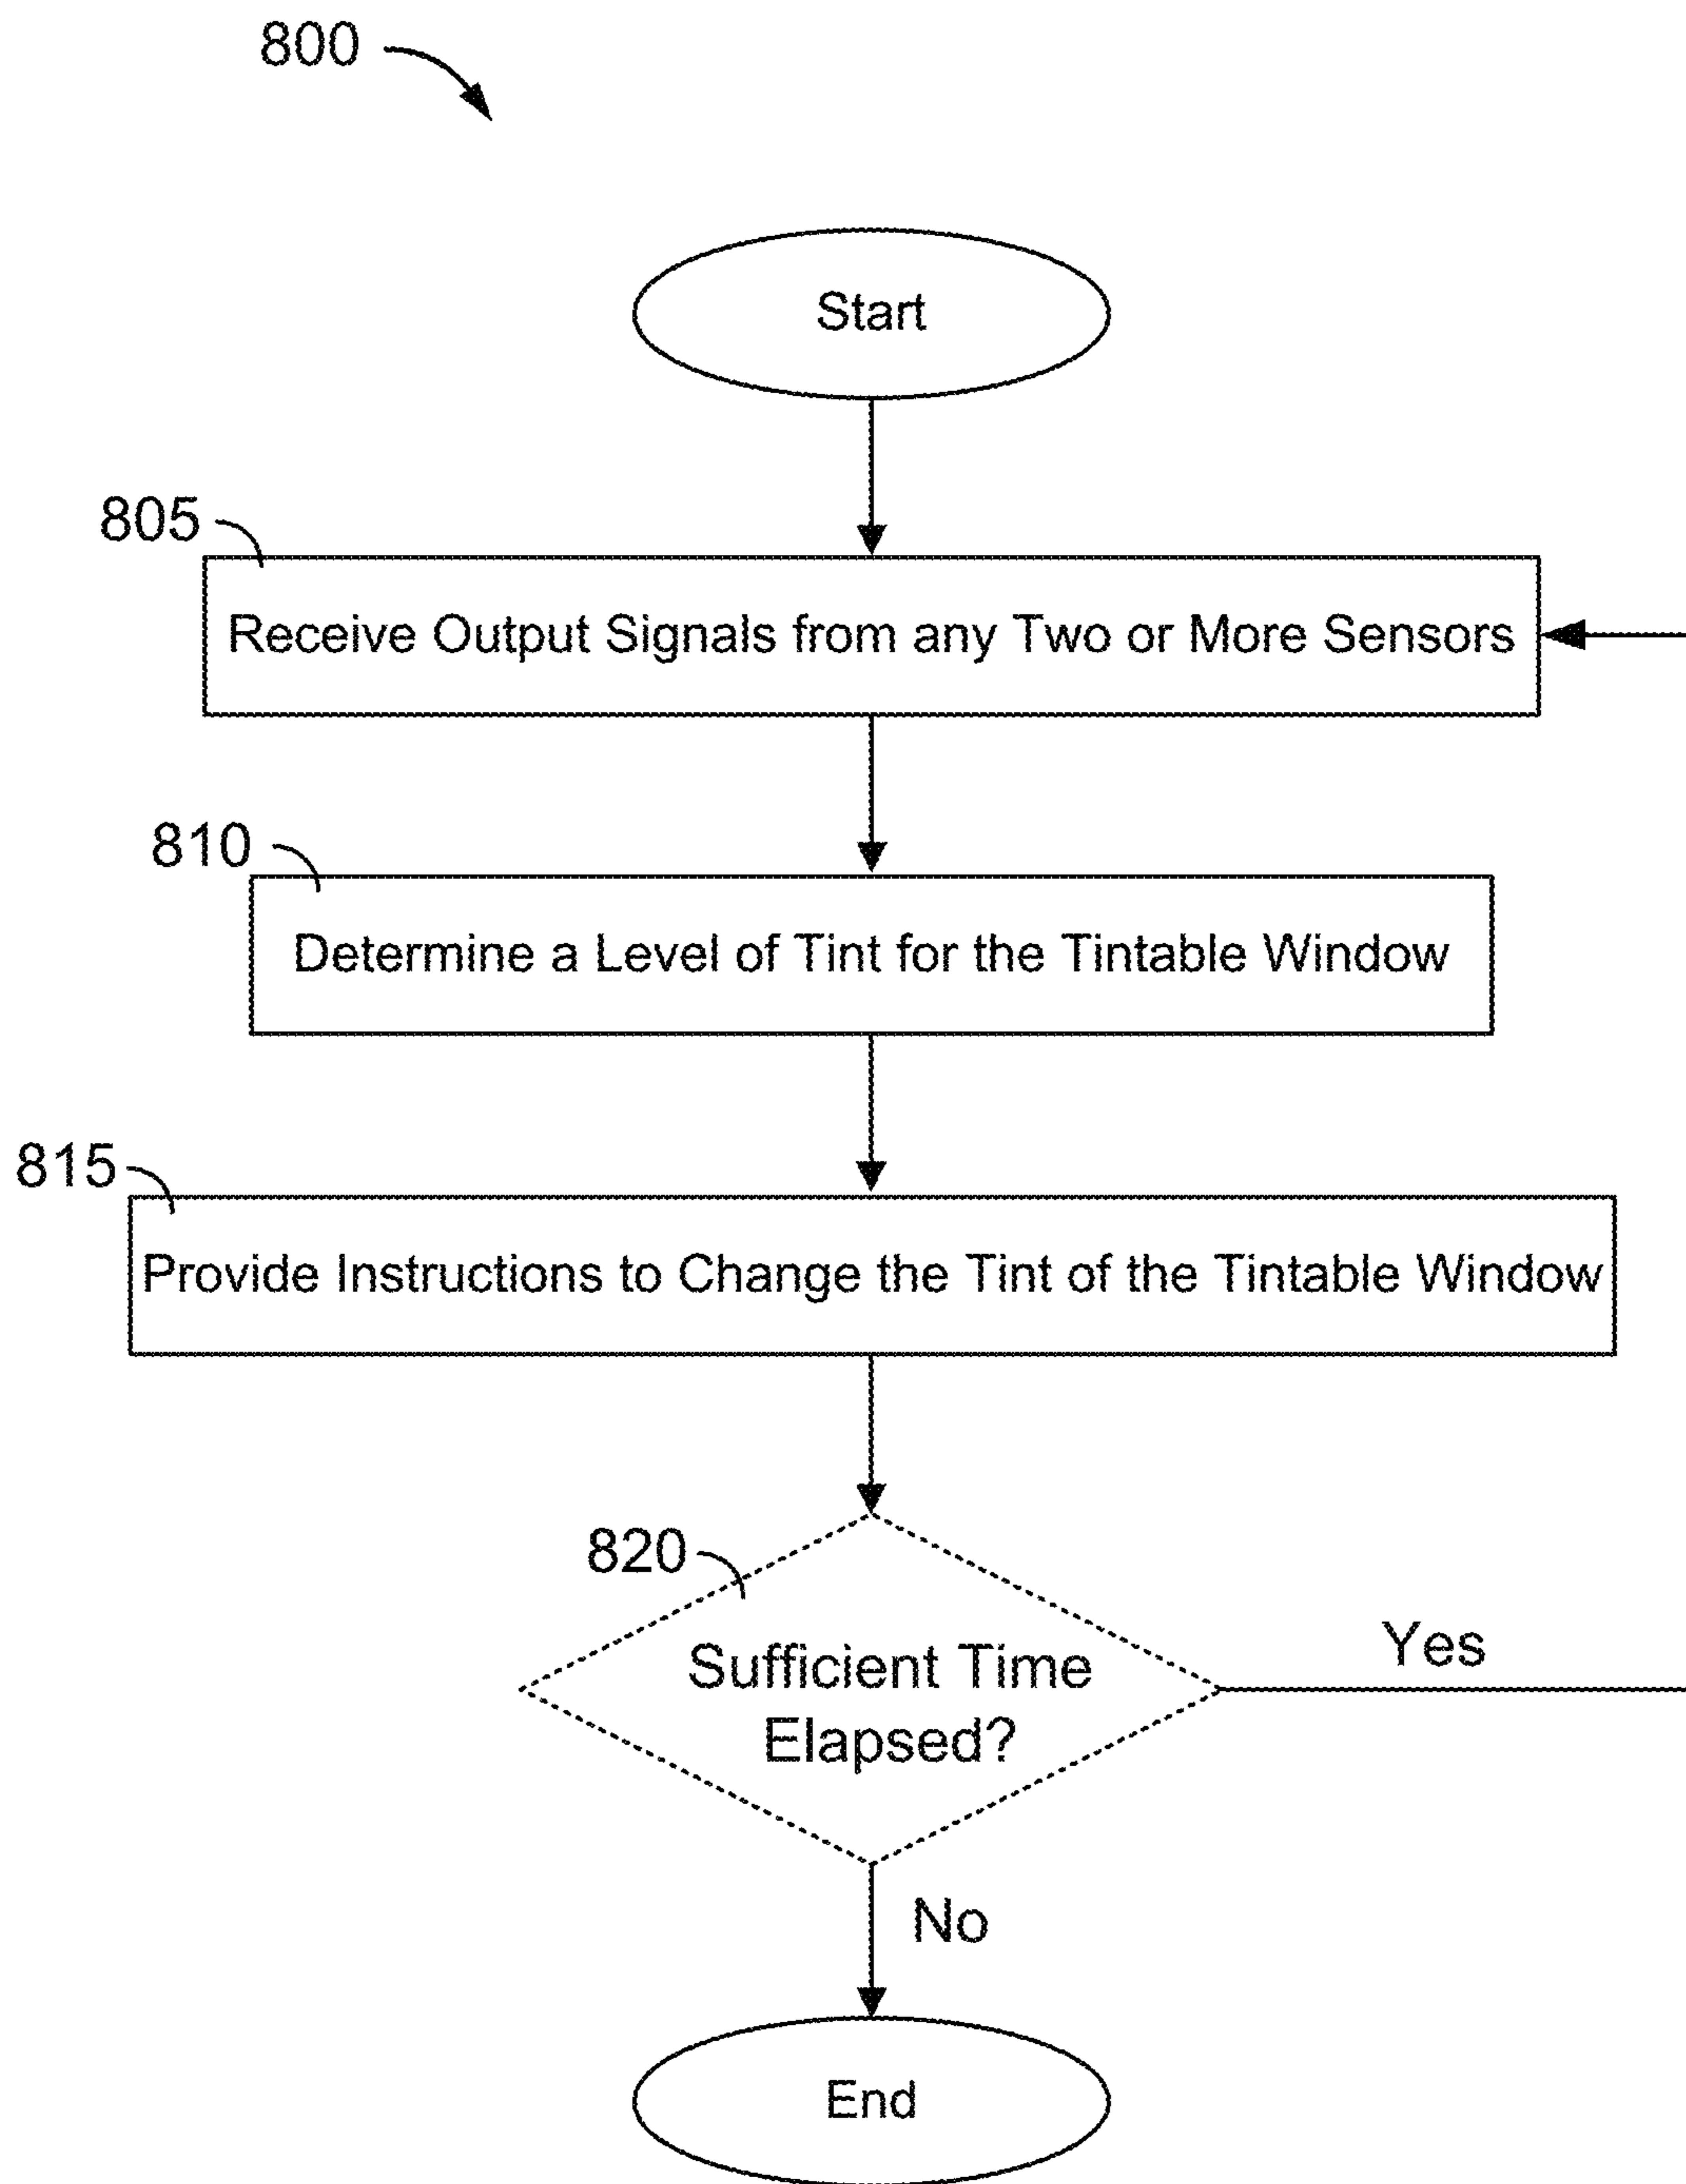 800
Start
805
Receive Output Signals from any Two or More Sensors
810
Determine a Level of Tint for the Tintable Window
815
Provide Instructions to Change the Tint of the Tintable Window
820
Sufficient Time
Elapsed?
Yes
No
End